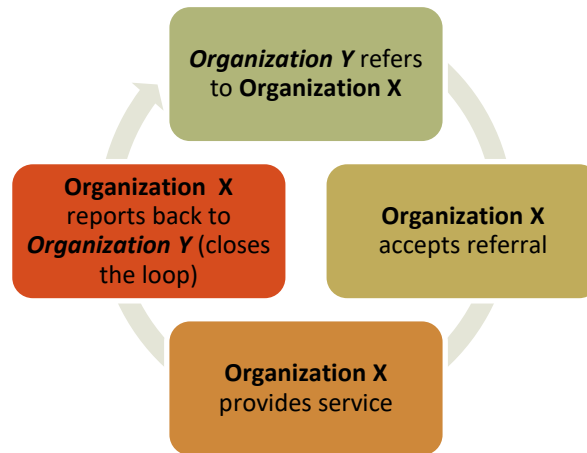 Organization Y refers
to Organization X
Organization X
accepts referral
Organization X
provides service
Organization X
reports back to
Organization Y (closes
the loop)